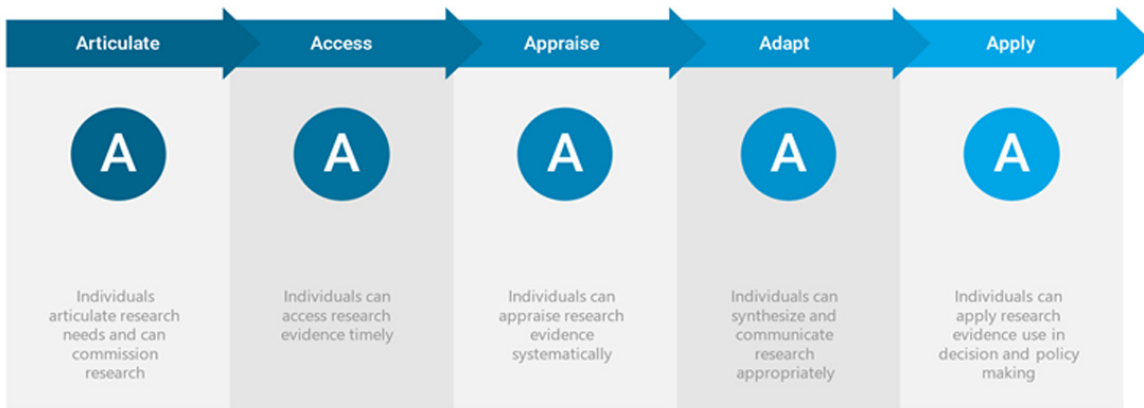 Articulate
Access
Appraise
Adapt
Apply
A
A
A
A
A
Individuals
articulate research
needs and can
commission
research
Individuals can
access research
evidence timely
Individuals can
appraise research
evidence
systematically
Individuals can
synthesize and
communicate
research
appropriately
Individuals can
apply research
evidence use in
decision and policy
making